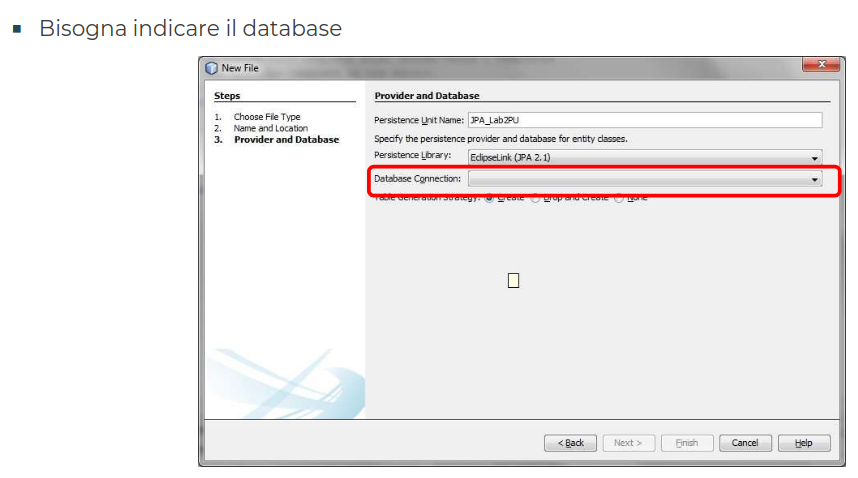 Bisogna indicare il database
New File
Steps
1. Choose File Type
2. Name and Location
3. Provider and Database
Provider and Database
Persistence Unit Name: JPA_Lab2PU
Specify the persistence provider and database for entity classes.
Persistence Library: EclipseLink (JPA 2.1)
Database Connection:
Table Generation Strategy: Create Drop and Create None
< Back Next > Finish Cancel Help